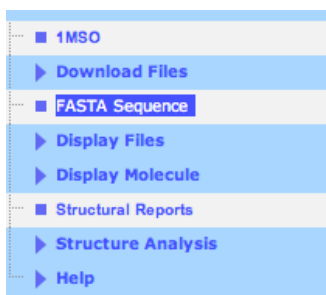 1MSO
Download Files
FASTA Sequence
Display Files
Display Molecule
Structural Reports
Structure Analysis
Help